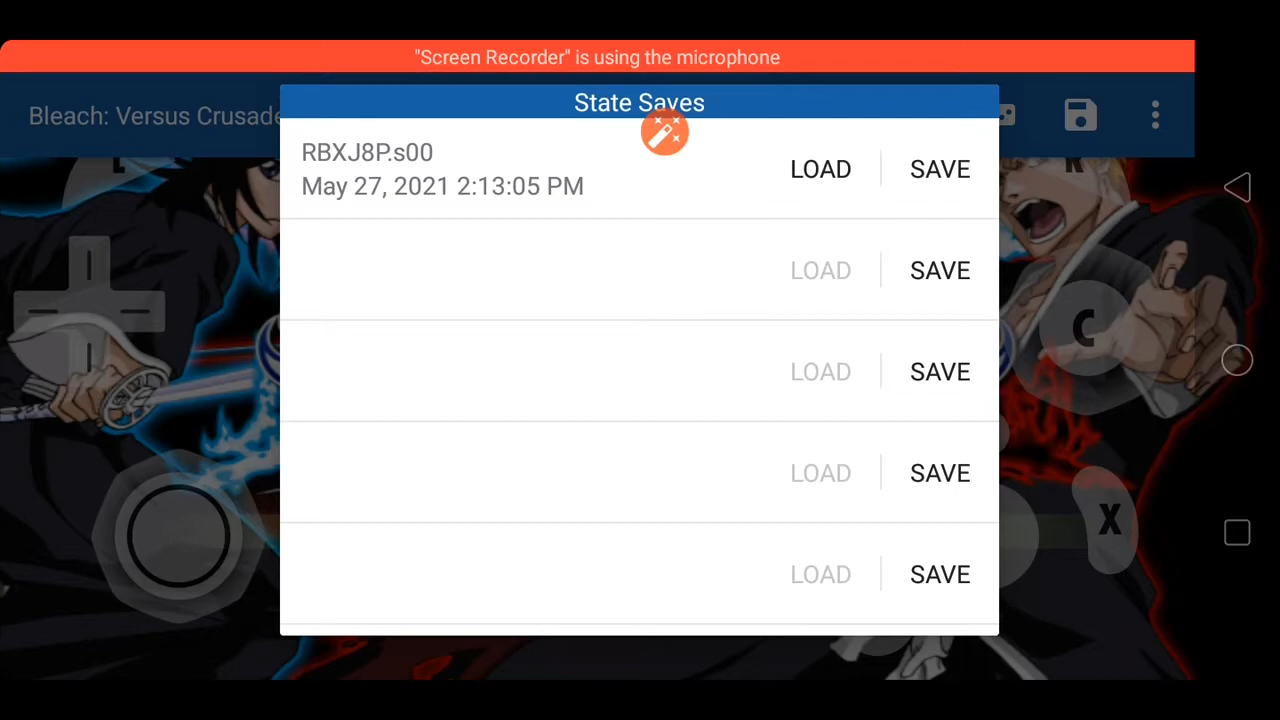 "Screen Recorder" is using the microphone
Bleach: Versus Crusade
State Saves
RBXJ8P.s00
May 27, 2021 2:13:05 PM
LOAD SAVE
LOAD SAVE
LOAD SAVE
LOAD SAVE
LOAD SAVE
L
R
C
X